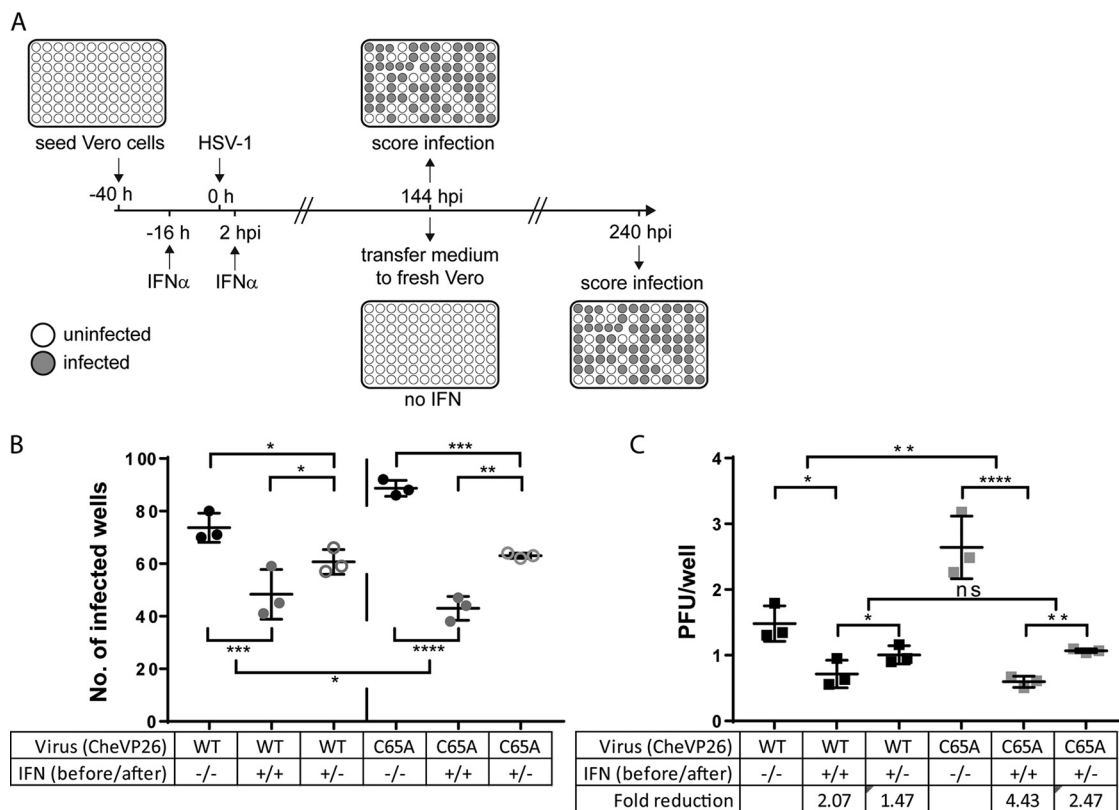 A
seed Vero cells
HSV-1
score infection
-40 h
0 h
144 hpi
-16 h
2 hpi
240 hpi
IFNα
IFNα
transfer medium
to fresh Vero
score infection
uninfected
infected
no IFN
B
No. of infected wells
100
80
60
40
20
0
*
*
***
**
***
****
*
Virus (CheVP26) WT WT WT C65A C65A C65A
IFN (before/after) -/- +/+ +/- -/- +/+ +/-
C
PFU/well
4
3
2
1
0
**
*
****
ns
*
**
Virus (CheVP26) WT WT WT C65A C65A C65A
IFN (before/after) -/- +/+ +/- -/- +/+ +/-
Fold reduction 2.07 1.47 4.43 2.47